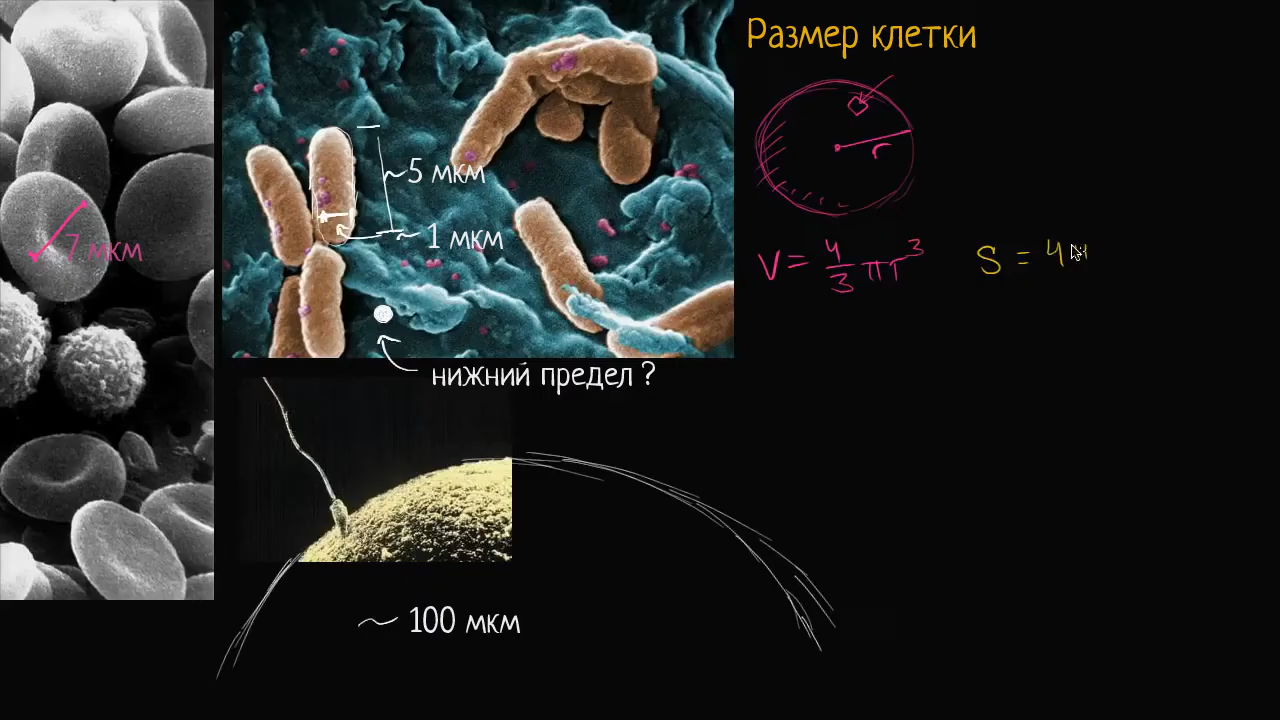 Размер клетки
r
~5 мкм
~1 мкм
7 мкм
V = 4/3 πr³
S = 4
нижний предел ?
~ 100 мкм